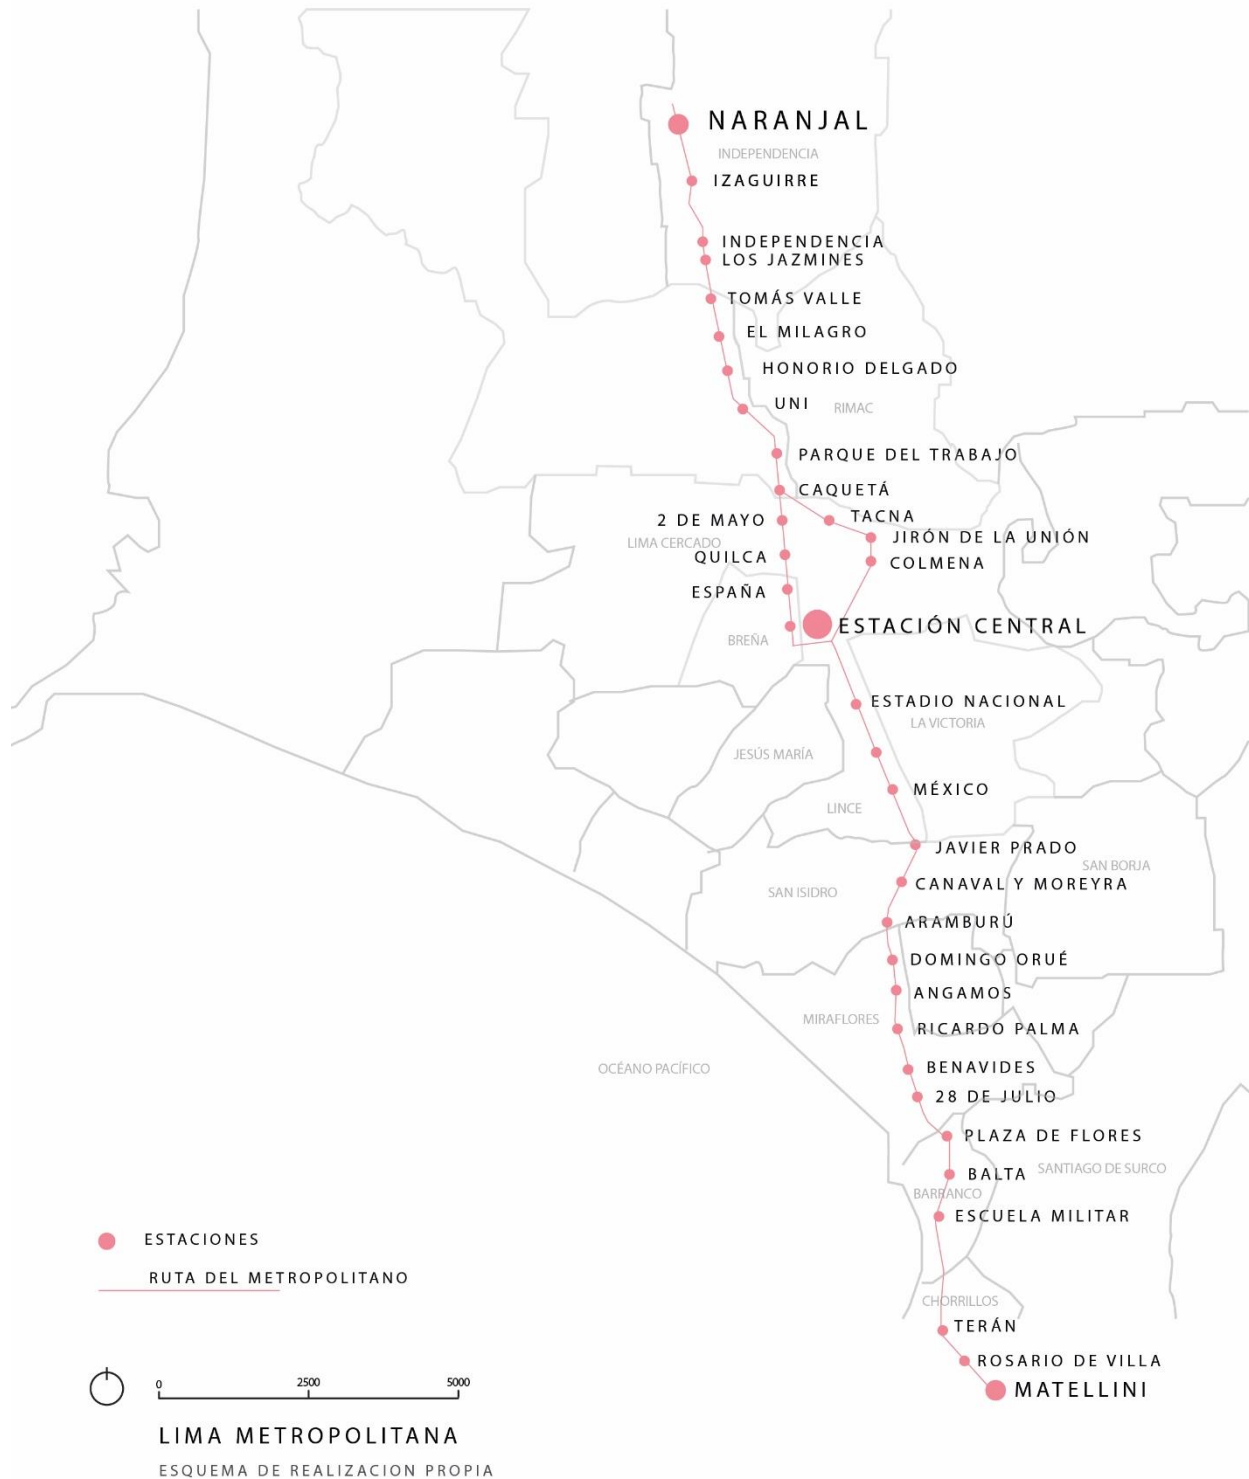 NARANJAL
INDEPENDENCIA
IZAGUIRRE
INDEPENDENCIA
LOS JAZMINES
TOMÁS VALLE
EL MILAGRO
HONORIO DELGADO
UNI
RIMAC
PARQUE DEL TRABAJO
CAQUETÁ
2 DE MAYO
TACNA
LIMA CERCADO
JIRÓN DE LA UNIÓN
QUILCA
COLMENA
ESPAÑA
ESTACIÓN CENTRAL
BREÑA
ESTADIO NACIONAL
LA VICTORIA
JESÚS MARÍA
MÉXICO
LINCE
JAVIER PRADO
SAN BORJA
CANAVAL Y MOREYRA
SAN ISIDRO
ARAMBURÚ
DOMINGO ORUÉ
ANGAMOS
MIRAFLORES
RICARDO PALMA
BENAVIDES
OCÉANO PACÍFICO
28 DE JULIO
PLAZA DE FLORES
SANTIAGO DE SURCO
BALTA
BARRANCO
ESCUELA MILITAR
ESTACIONES
RUTA DEL METROPOLITANO
CHORRILLOS
TERÁN
ROSARIO DE VILLA
MATELLINI
0 2500 5000
LIMA METROPOLITANA
ESQUEMA DE REALIZACION PROPIA